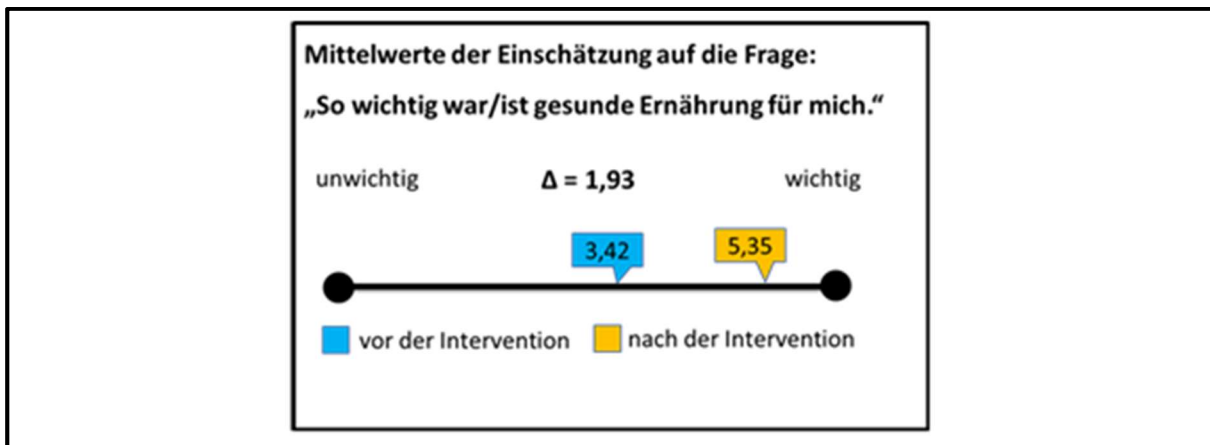 Mittelwerte der Einschätzung auf die Frage:
„So wichtig war/ist gesunde Ernährung für mich.“
unwichtig Δ = 1,93 wichtig
3,42 5,35
vor der Intervention nach der Intervention